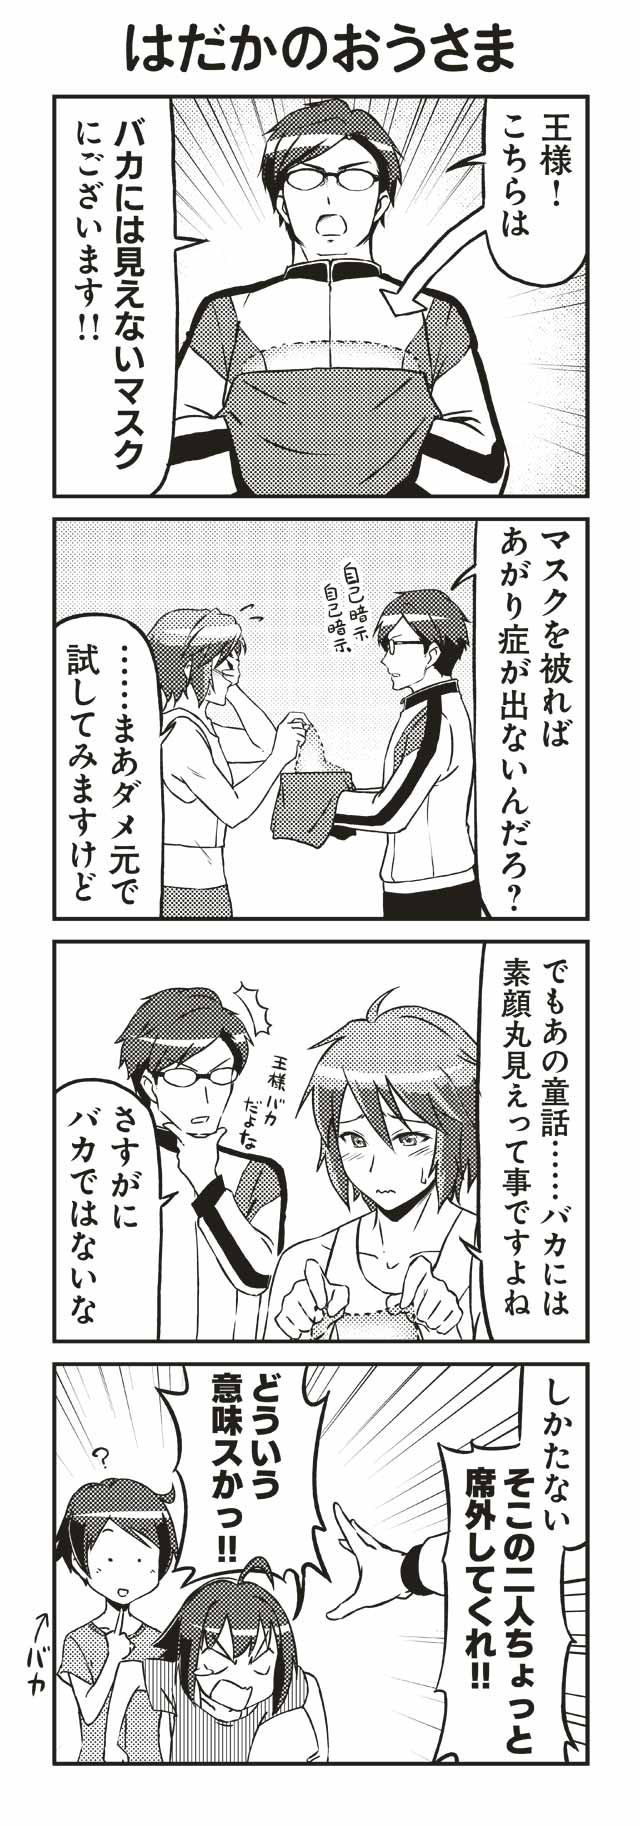 はだかのおうさま
王様！
こちらは
バカには見えないマスク
にございます!!
マスクを被れば
あがり症が出ないんだろ？
自己暗示
自己暗示
……まあダメ元で
試してみますけど
でもあの童話……バカには
素顔丸見えって事ですよね
王様バカ
だよな
さすがに
バカではないな
しかたない
そこの二人ちょっと
席外してくれ!!
どういう
意味スかっ!!
？
←バカ